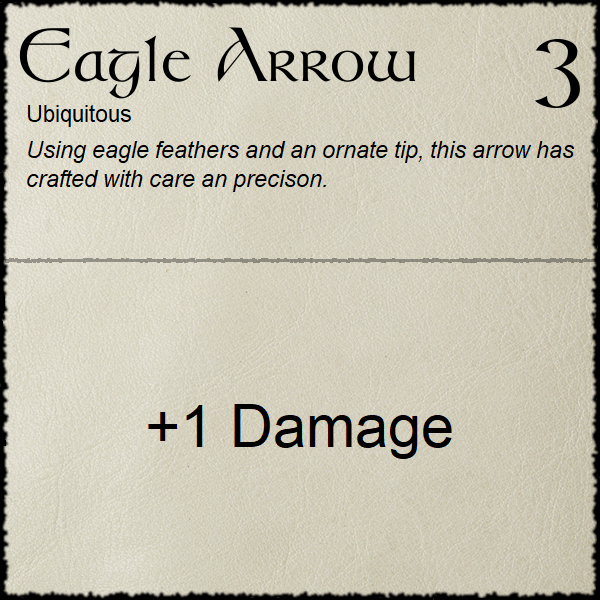 Eagle Arrow 3
Ubiquitous
Using eagle feathers and an ornate tip, this arrow has
crafted with care an precison.
+1 Damage